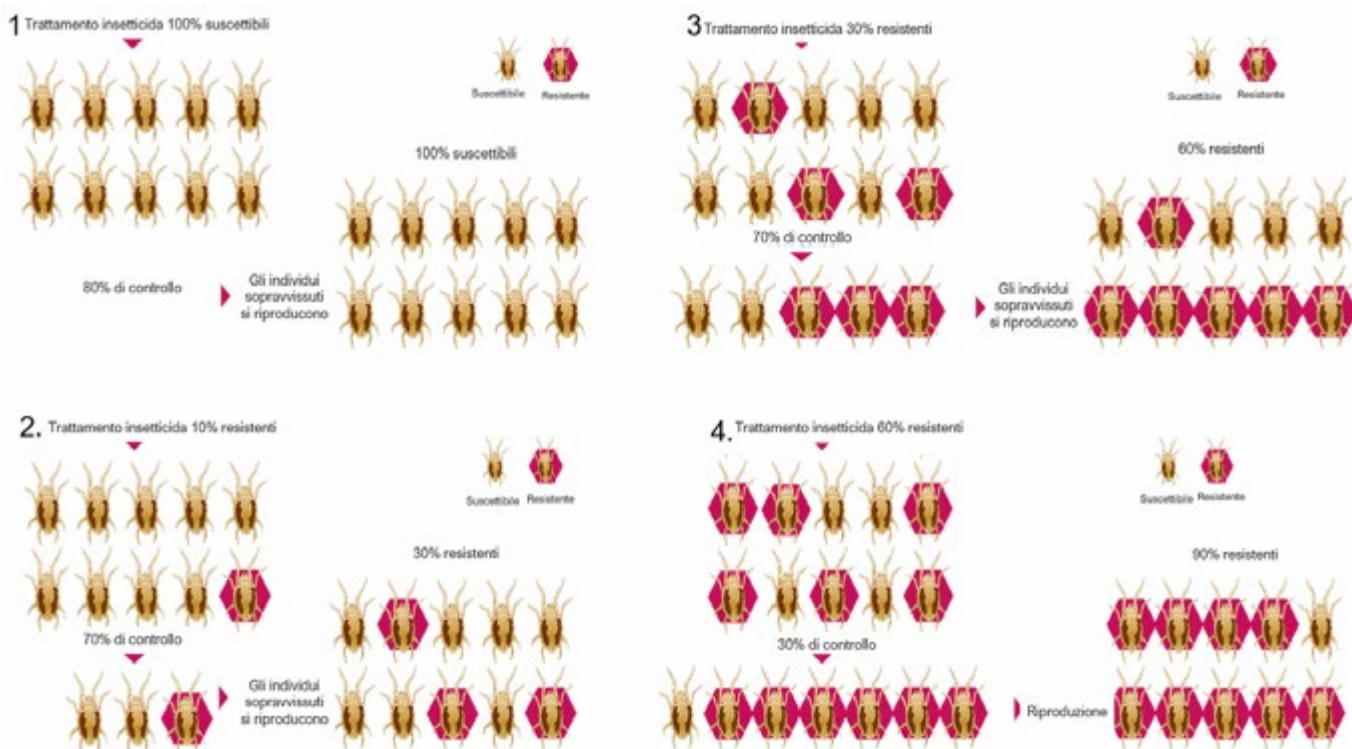 1 Trattamento insetticida 100% suscettibili
Suscettibile Resistente
100% suscettibili
80% di controllo
Gli individui
sopravvissuti
si riproducono
2. Trattamento insetticida 10% resistenti
Suscettibile Resistente
30% resistenti
70% di controllo
Gli individui
sopravvissuti
si riproducono
3 Trattamento insetticida 30% resistenti
Suscettibile Resistente
60% resistenti
70% di controllo
Gli individui
sopravvissuti
si riproducono
4. Trattamento insetticida 60% resistenti
Suscettibile Resistente
90% resistenti
30% di controllo
Riproduzione